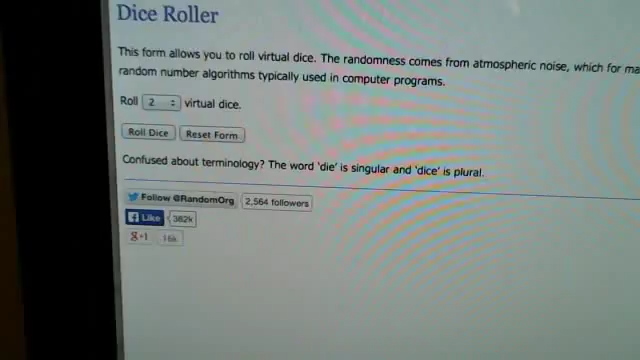 Dice Roller
This form allows you to roll virtual dice. The randomness comes from atmospheric noise, which for ma
random number algorithms typically used in computer programs.
Roll 2 virtual dice.
Roll Dice Reset Form
Confused about terminology? The word 'die' is singular and 'dice' is plural.
Follow @RandomOrg 2,564 followers
Like 362k
g+1 16k